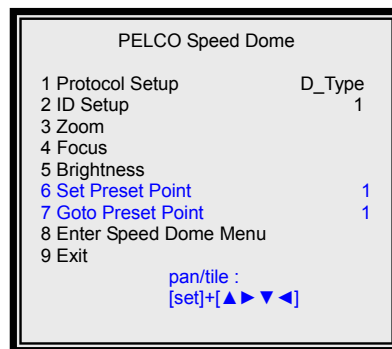 PELCO Speed Dome
1 Protocol Setup D_Type
2 ID Setup 1
3 Zoom
4 Focus
5 Brightness
6 Set Preset Point 1
7 Goto Preset Point 1
8 Enter Speed Dome Menu
9 Exit
pan/tile :
[set]+[▲►▼◄]